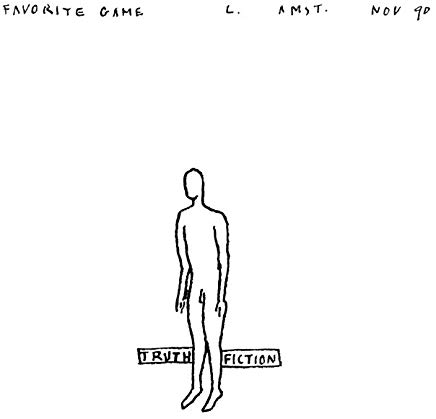 FAVORITE GAME L. AMST. NOV 90
TRUTH FICTION